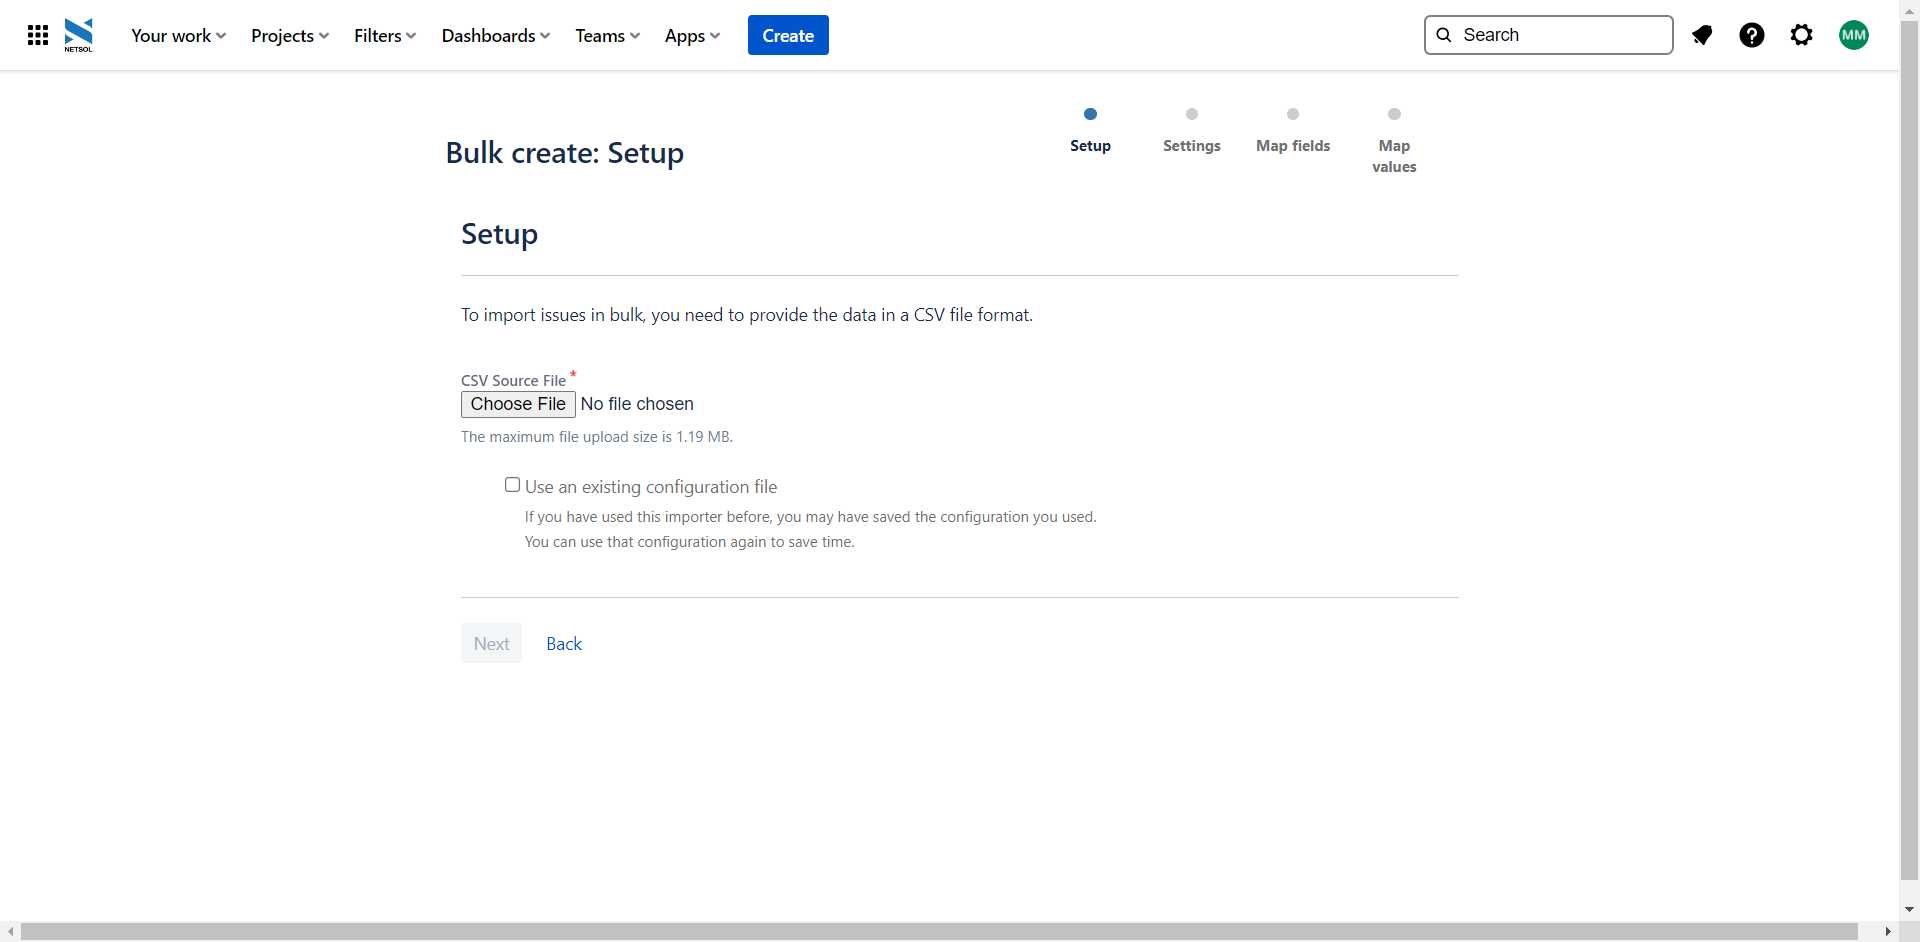 NETSOL
Your work Projects Filters Dashboards Teams Apps Create Search MM
Setup Settings Map fields Map values
Bulk create: Setup
Setup
To import issues in bulk, you need to provide the data in a CSV file format.
CSV Source File *
Choose File No file chosen
The maximum file upload size is 1.19 MB.
Use an existing configuration file
If you have used this importer before, you may have saved the configuration you used.
You can use that configuration again to save time.
Next Back